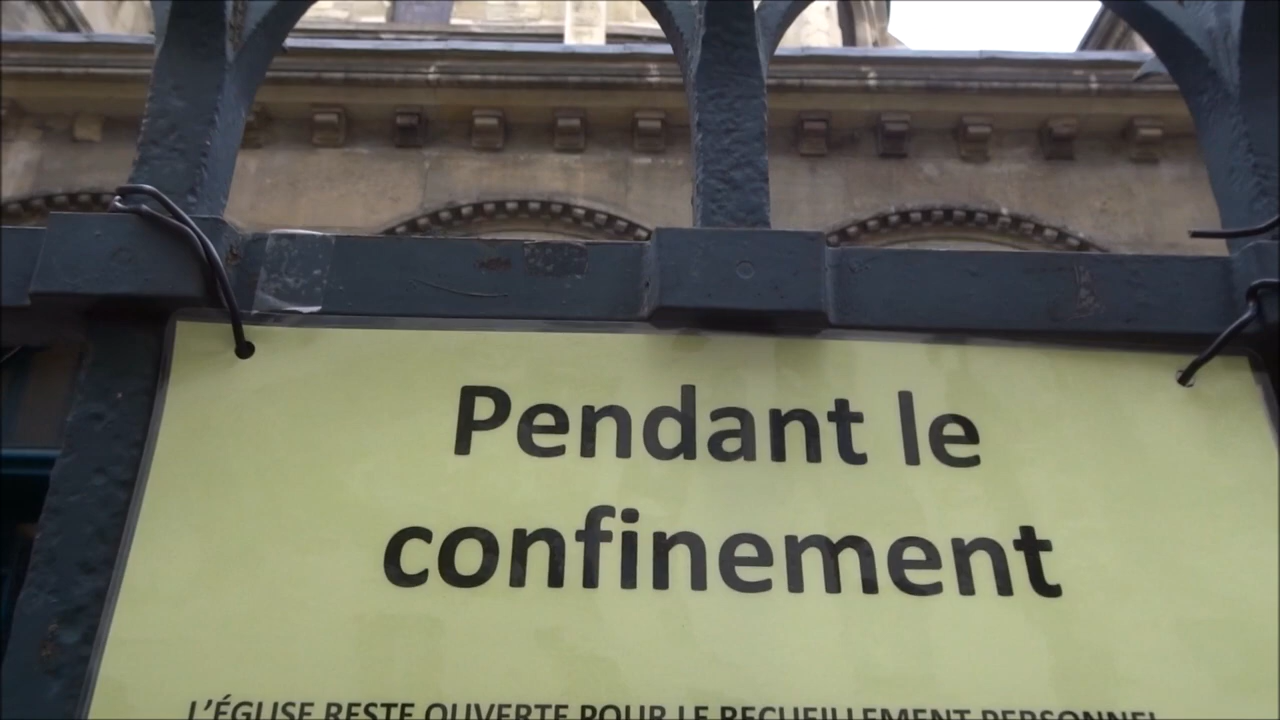 Pendant le
confinement
L'ÉGLISE RESTE OUVERTE POUR LE RECUEILLEMENT PERSONNEL